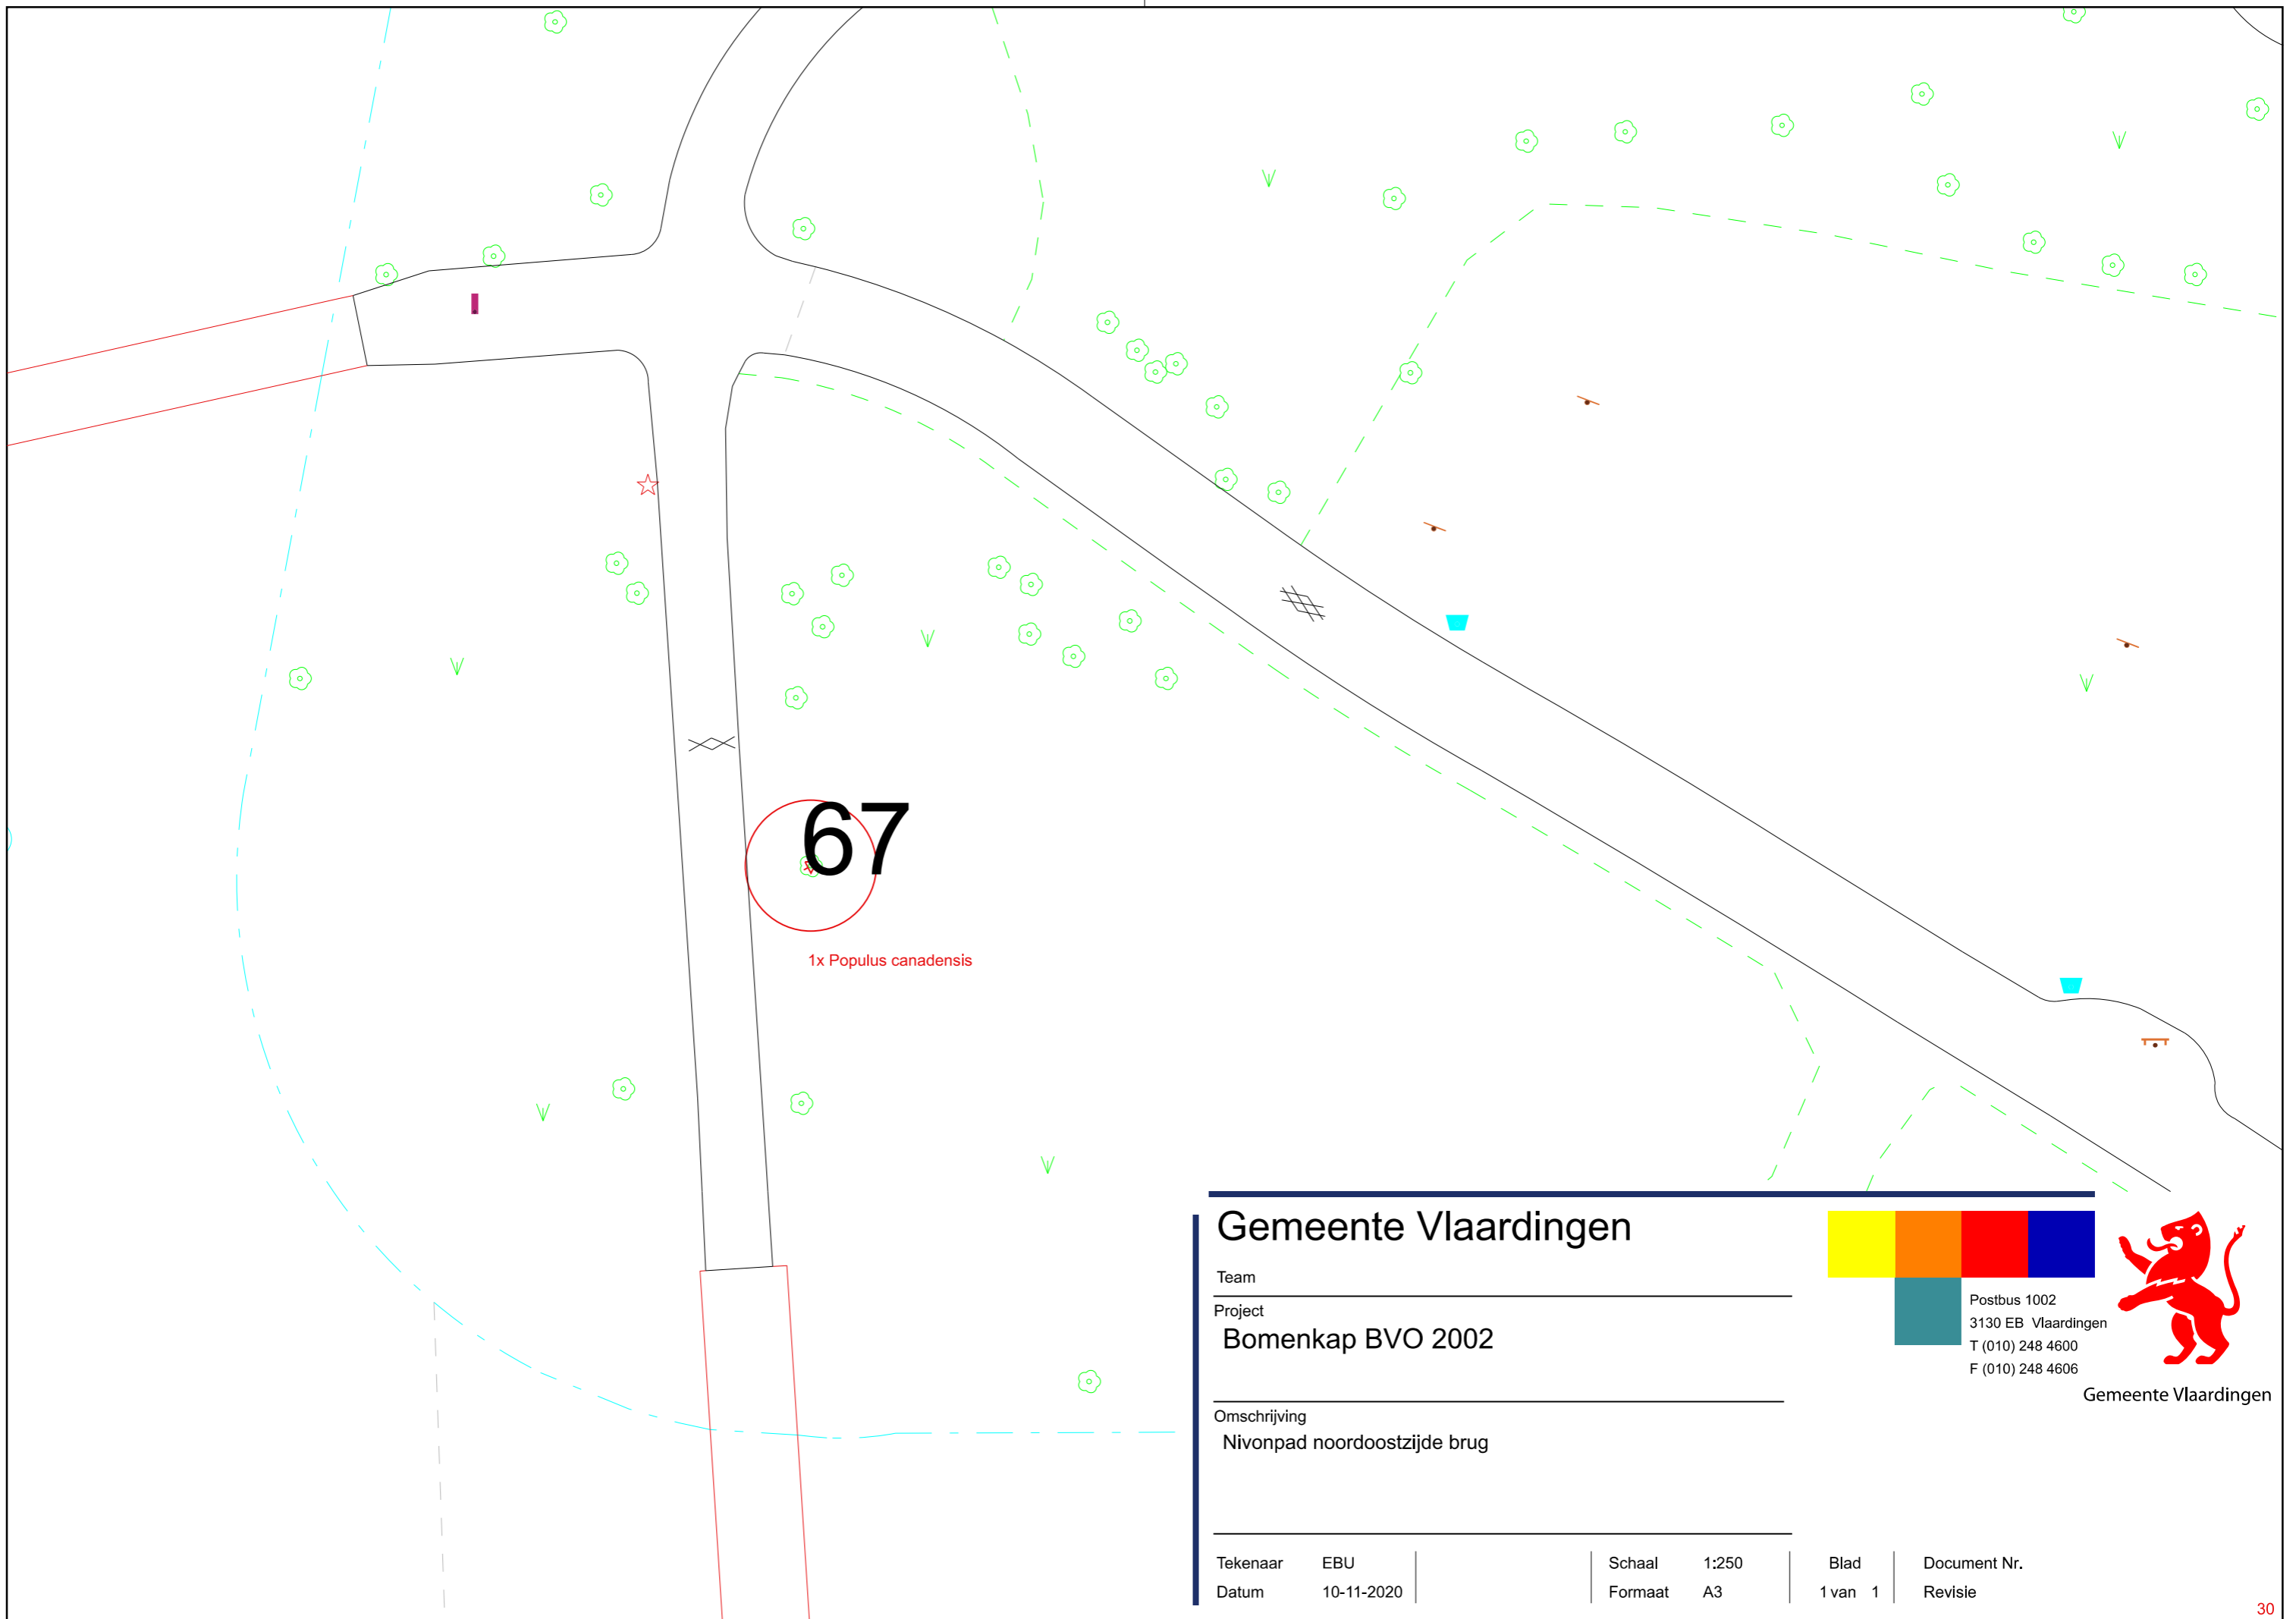 67
1x Populus canadensis
Gemeente Vlaardingen
Team
Project
Bomenkap BVO 2002
Omschrijving
Nivonpad noordoostzijde brug
Postbus 1002
3130 EB Vlaardingen
T (010) 248 4600
F (010) 248 4606
Gemeente Vlaardingen
Tekenaar EBU Schaal 1:250 Blad Document Nr.
Datum 10-11-2020 Formaat A3 1 van 1 Revisie
30